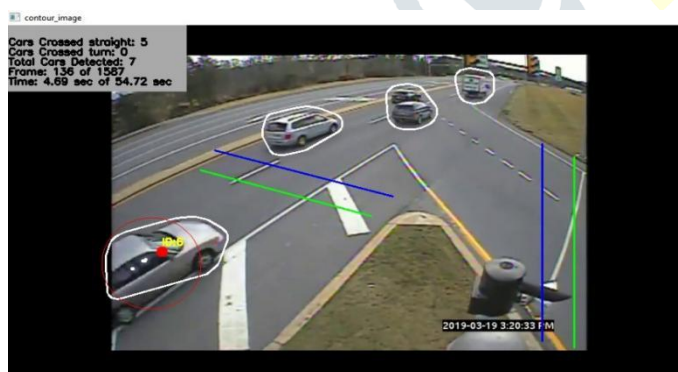 contour_image
Cars Crossed straight: 5
Cars Crossed turn: 0
Total Cars Detected: 7
Frame: 136 of 1587
Time: 4.69 sec of 54.72 sec
ID:6
2019-03-19 3:20:33 PM